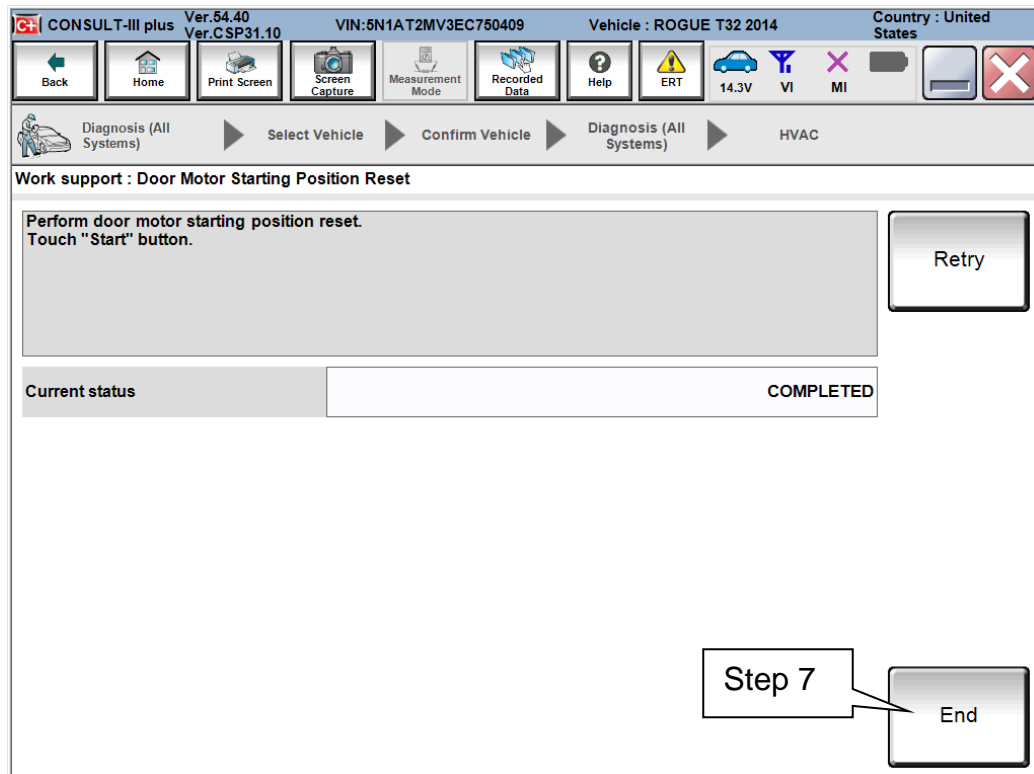 C+ CONSULT-III plus Ver.54.40 VIN:5N1AT2MV3EC750409 Vehicle : ROGUE T32 2014 Country : United
Ver.CSP31.10 States
Back Home Print Screen Screen Capture Measurement Mode Recorded Data Help ERT 14.3V VI MI
Diagnosis (All Systems) Select Vehicle Confirm Vehicle Diagnosis (All Systems) HVAC
Work support : Door Motor Starting Position Reset
Perform door motor starting position reset.
Touch "Start" button.
Retry
Current status COMPLETED
Step 7
End